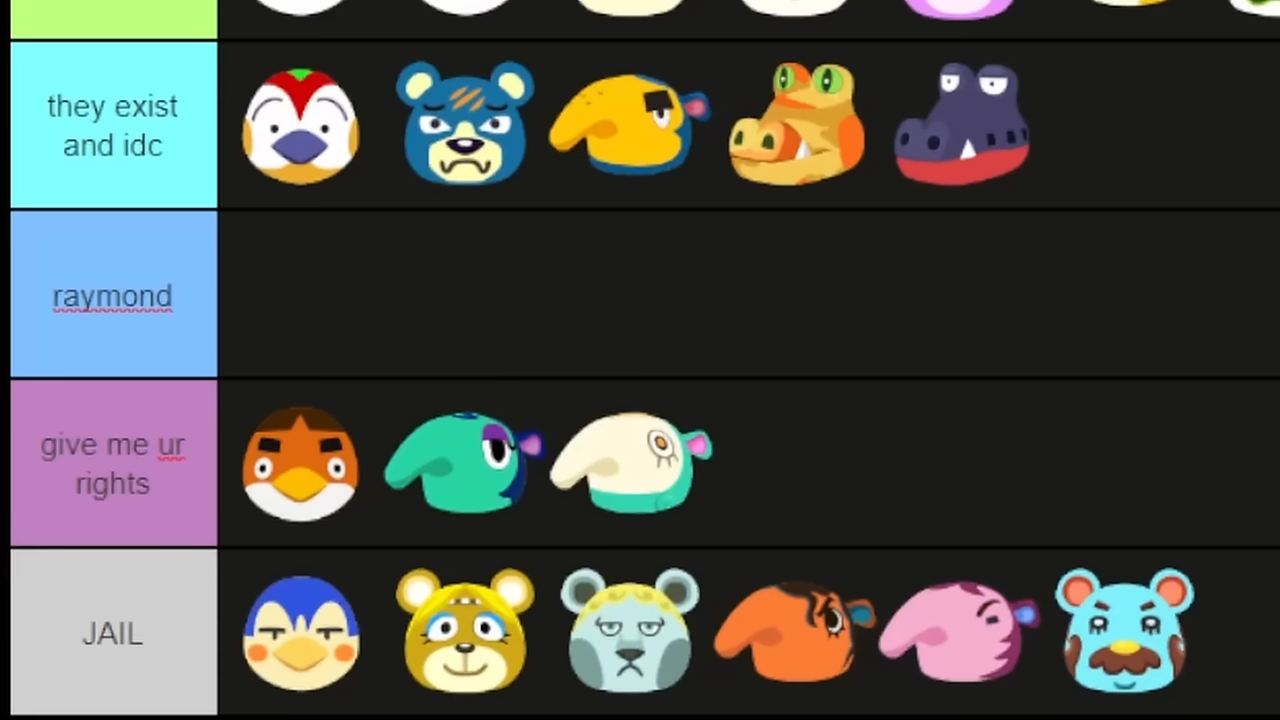 they exist
and idc
raymond
give me ur
rights
JAIL